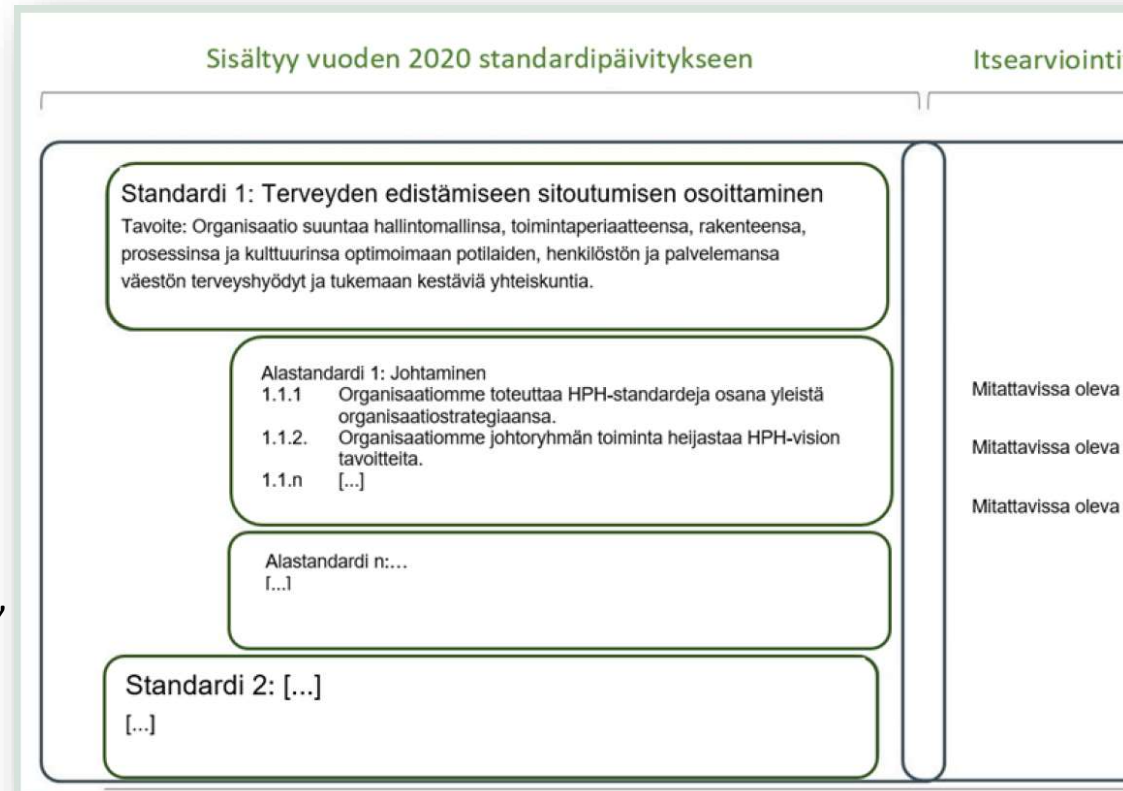 Sisältyy vuoden 2020 standardipäivitykseen
Standardi 1: Terveyden edistämiseen sitoutumisen osoittaminen
Tavoite: Organisaatio suuntaa hallintomallinsa, toimintaperiaatteensa, rakenteensa,
prosessinsa ja kulttuurinsa optimoimaan potilaiden, henkilöstön ja palvelemansa
väestön terveyshyödyt ja tukemaan kestäviä yhteiskuntia.
Alastandardi 1: Johtaminen
1.1.1 Organisaatiomme toteuttaa HPH-standardeja osana yleistä
organisaatiostrategiaansa.
1.1.2. Organisaatiomme johtoryhmän toiminta heijastaa HPH-vision
tavoitteita.
1.1.n [...]
Alastandardi n:...
[...]
Standardi 2: [...]
[...]
Itsearviointi
Mitattavissa oleva
Mitattavissa oleva
Mitattavissa oleva